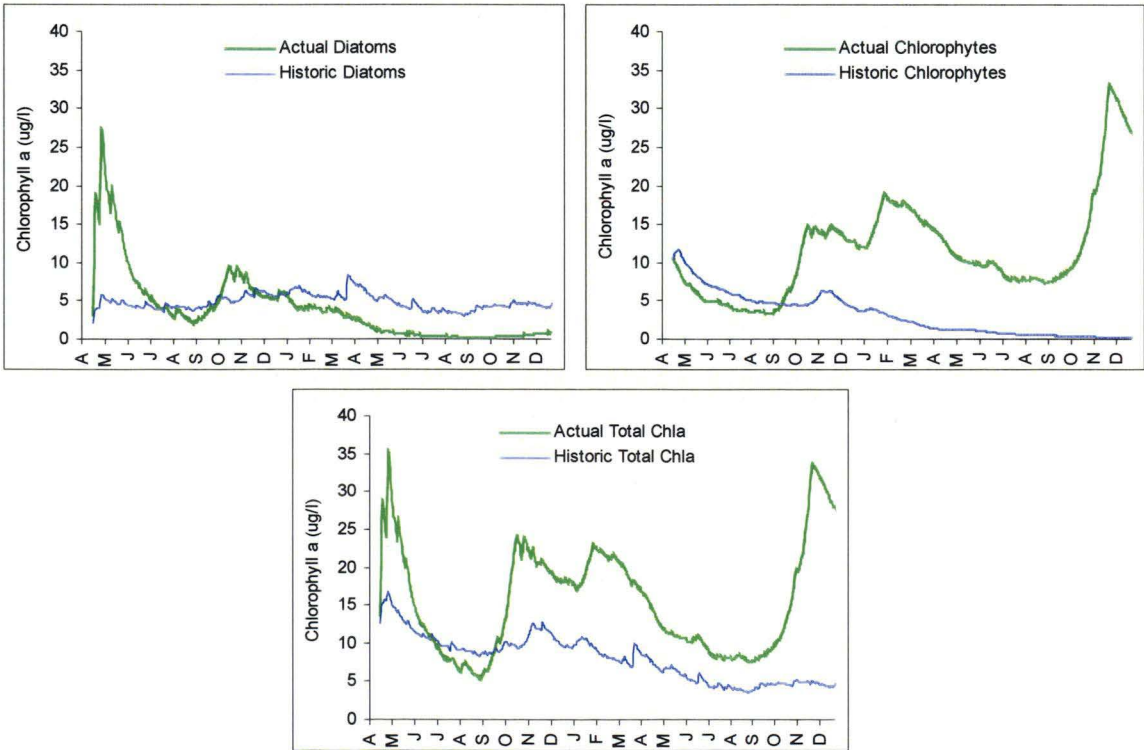 Actual Diatoms
Historic Diatoms
Chlorophyll a (ug/l)
40
35
30
25
20
15
10
5
0
A M J J A S O N D J F M A M J J A S O N D
Actual Chlorophytes
Historic Chlorophytes
Chlorophyll a (ug/l)
40
35
30
25
20
15
10
5
0
A M J J A S O N D J F M A M J J A S O N D
Actual Total Chla
Historic Total Chla
Chlorophyll a (ug/l)
40
35
30
25
20
15
10
5
0
A M J J A S O N D J F M A M J J A S O N D